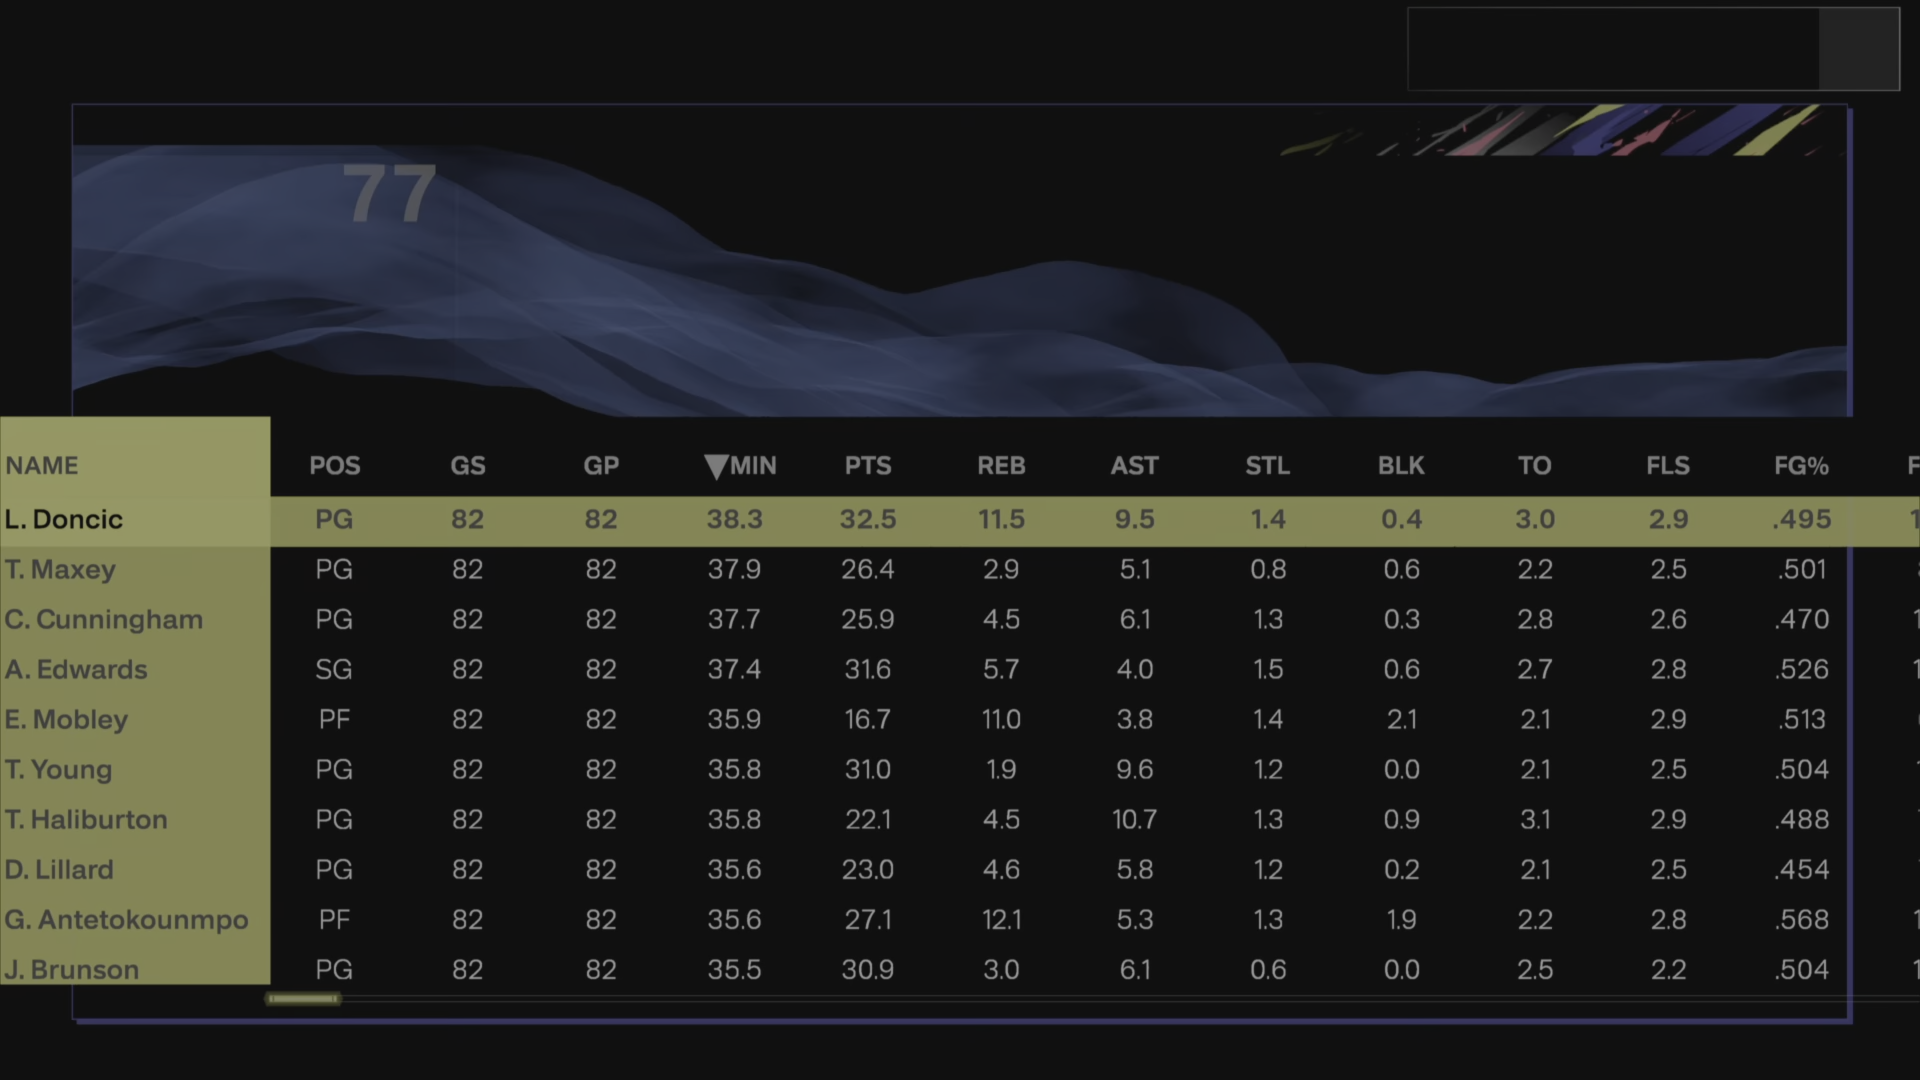 77
NAME POS GS GP ▼MIN PTS REB AST STL BLK TO FLS FG%
L. Doncic PG 82 82 38.3 32.5 11.5 9.5 1.4 0.4 3.0 2.9 .495
T. Maxey PG 82 82 37.9 26.4 2.9 5.1 0.8 0.6 2.2 2.5 .501
C. Cunningham PG 82 82 37.7 25.9 4.5 6.1 1.3 0.3 2.8 2.6 .470
A. Edwards SG 82 82 37.4 31.6 5.7 4.0 1.5 0.6 2.7 2.8 .526
E. Mobley PF 82 82 35.9 16.7 11.0 3.8 1.4 2.1 2.1 2.9 .513
T. Young PG 82 82 35.8 31.0 1.9 9.6 1.2 0.0 2.1 2.5 .504
T. Haliburton PG 82 82 35.8 22.1 4.5 10.7 1.3 0.9 3.1 2.9 .488
D. Lillard PG 82 82 35.6 23.0 4.6 5.8 1.2 0.2 2.1 2.5 .454
G. Antetokounmpo PF 82 82 35.6 27.1 12.1 5.3 1.3 1.9 2.2 2.8 .568
J. Brunson PG 82 82 35.5 30.9 3.0 6.1 0.6 0.0 2.5 2.2 .504